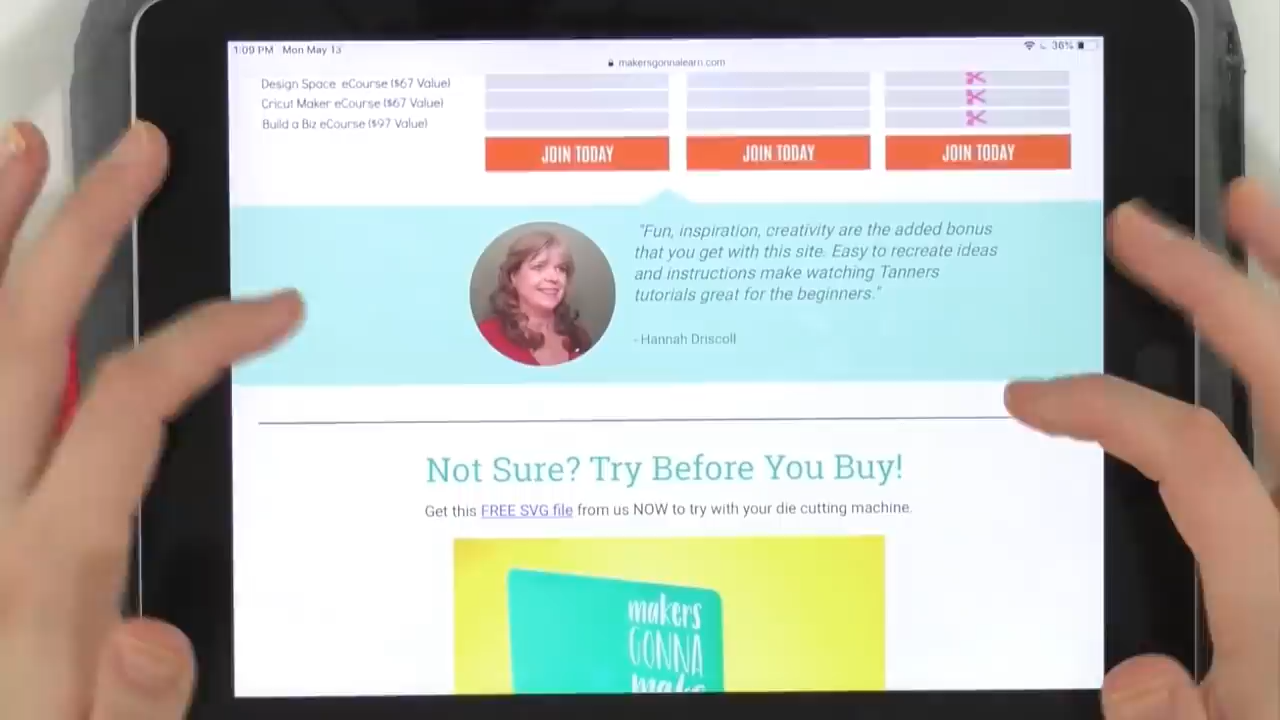 1:09 PM Mon May 13
36%
makersgonnalearn.com
Design Space eCourse ($67 Value)
Cricut Maker eCourse ($67 Value)
Build a Biz eCourse ($97 Value)
JOIN TODAY JOIN TODAY JOIN TODAY
"Fun, inspiration, creativity are the added bonus
that you get with this site. Easy to recreate ideas
and instructions make watching Tanners
tutorials great for the beginners."
- Hannah Driscoll
Not Sure? Try Before You Buy!
Get this FREE SVG file from us NOW to try with your die cutting machine.
makers
GONNA
make